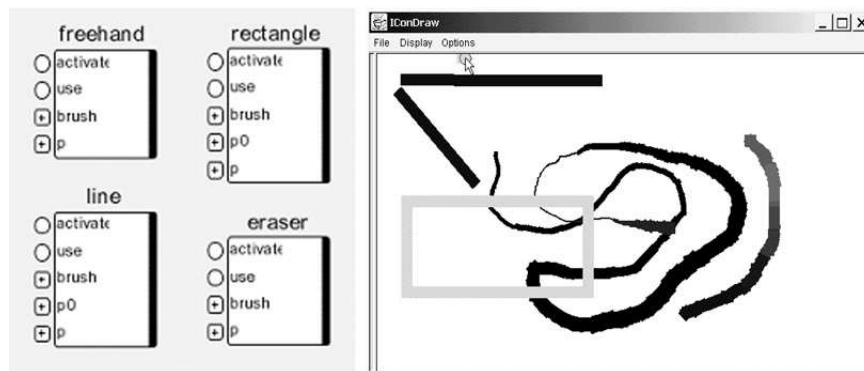 freehand
activate
use
brush
p
rectangle
activate
use
brush
p0
p
line
activate
use
brush
p0
p
eraser
activate
use
brush
p
IConDraw
File Display Options